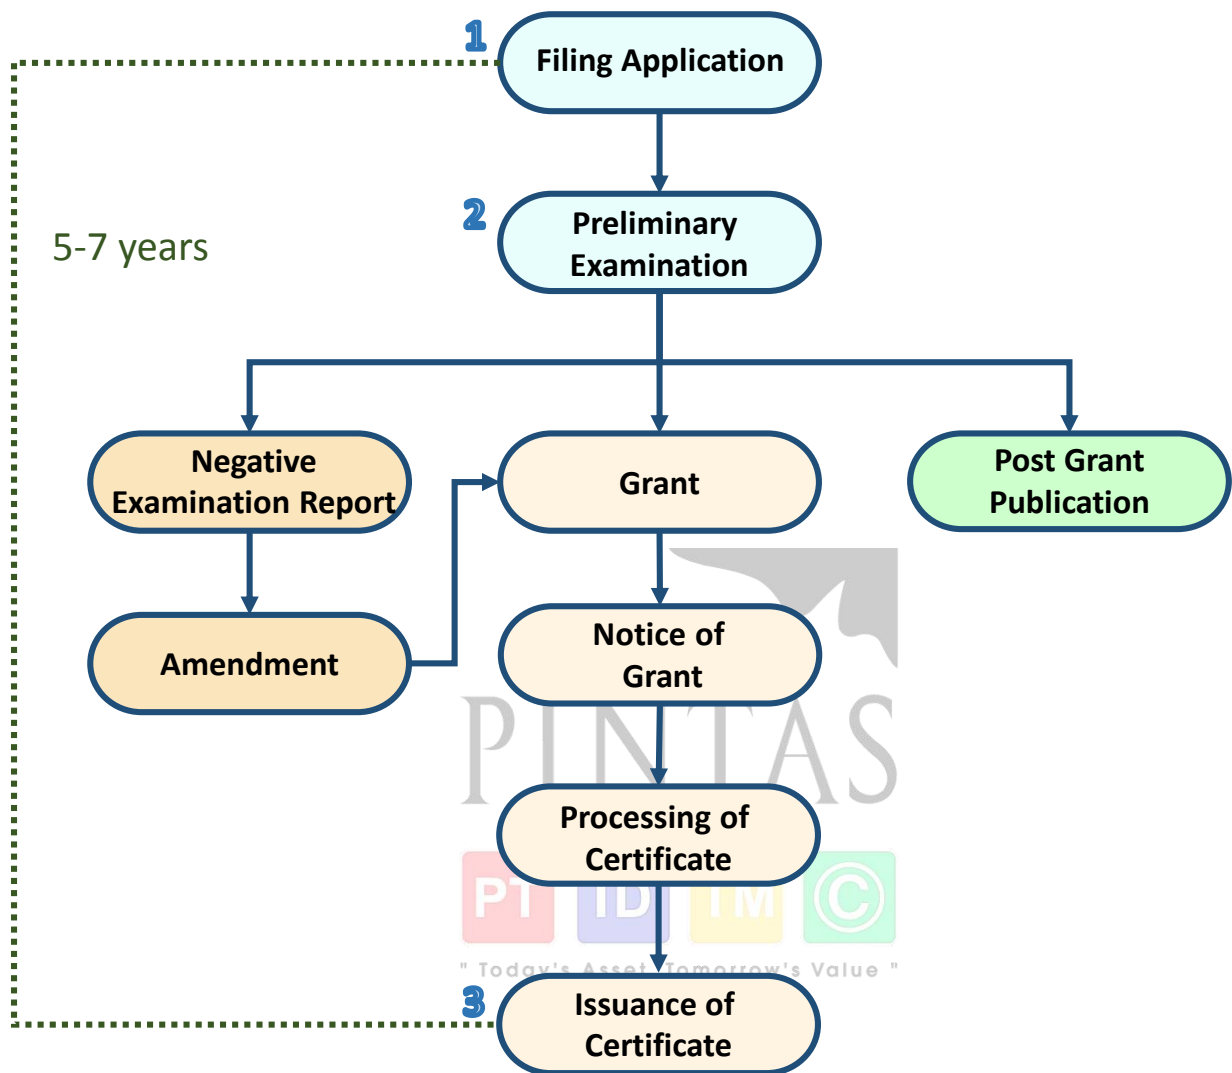 1
Filing Application
2
Preliminary
Examination
5-7 years
Negative
Examination Report
Grant
Post Grant
Publication
Amendment
Notice of
Grant
PINTAS
Processing of
Certificate
PT ID TM ©
" Today's Asset, Tomorrow's Value "
3
Issuance of
Certificate